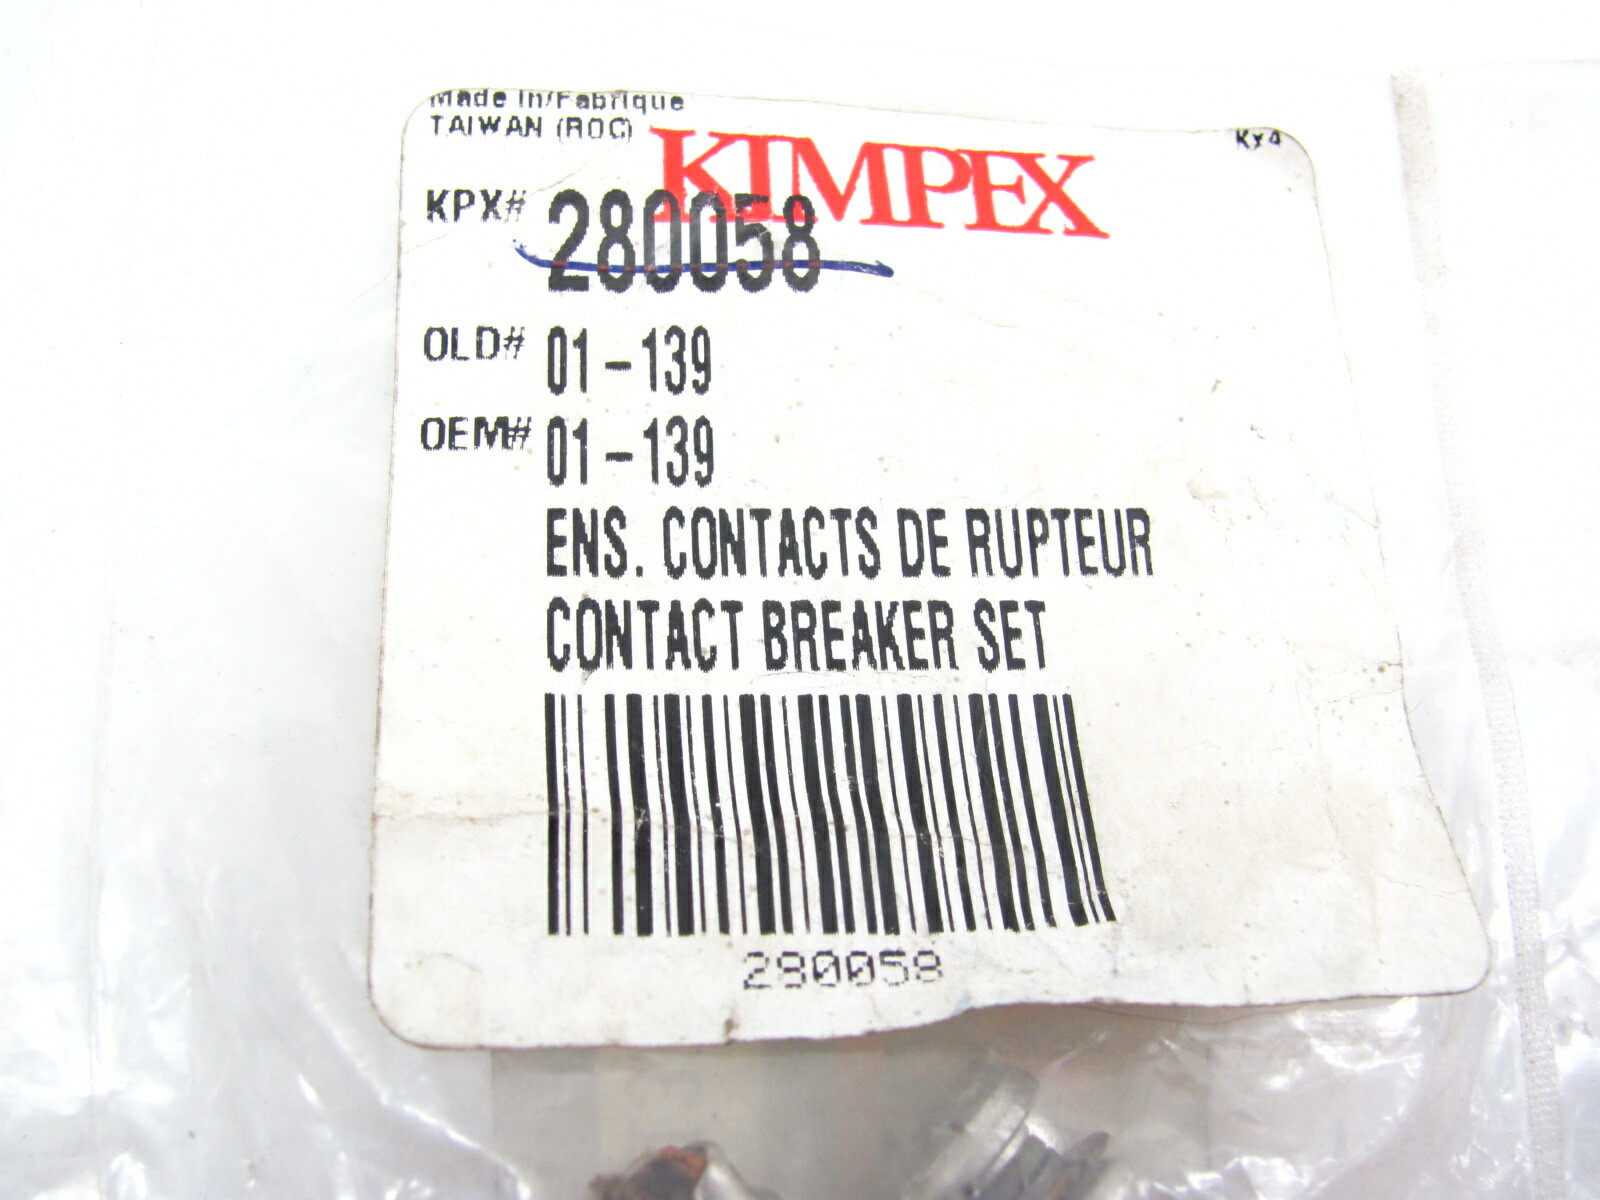 Made In/Fabrique
TAIWAN (ROC)
KIMPEX
KPX# 280058
OLD# 01-139
OEM# 01-139
ENS. CONTACTS DE RUPTEUR
CONTACT BREAKER SET
280058